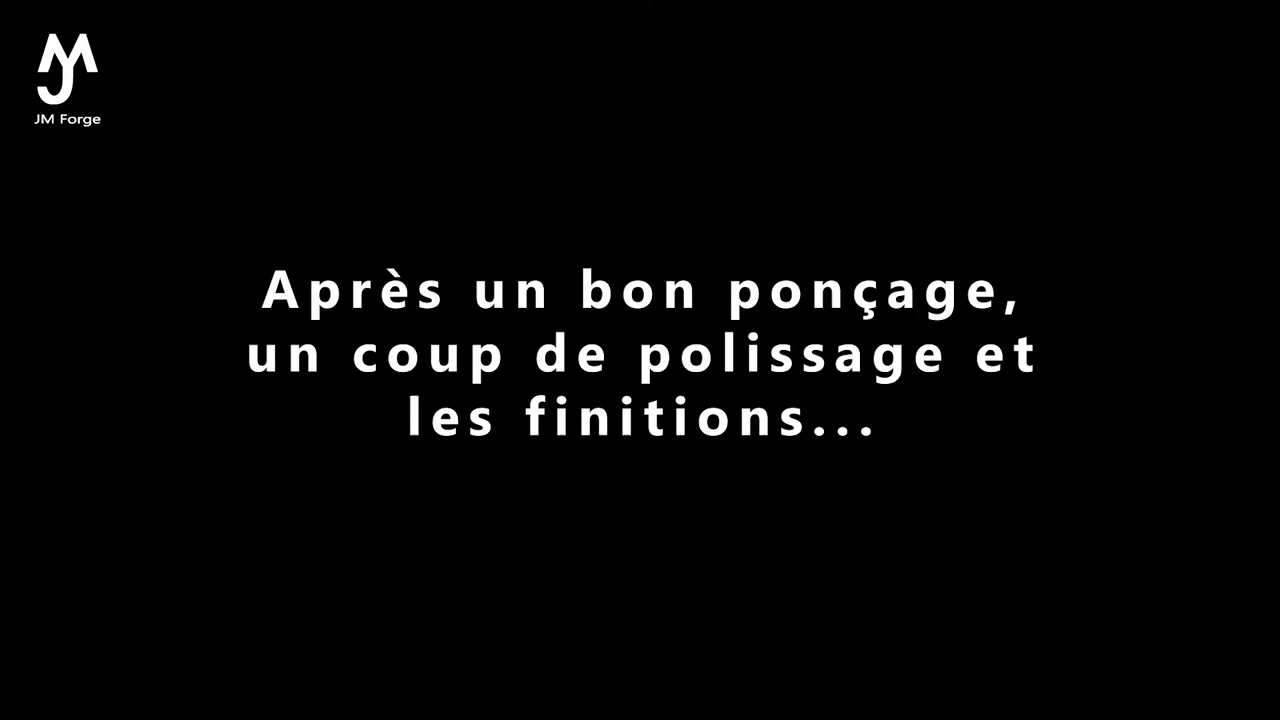 JM Forge
Après un bon ponçage,
un coup de polissage et
les finitions...